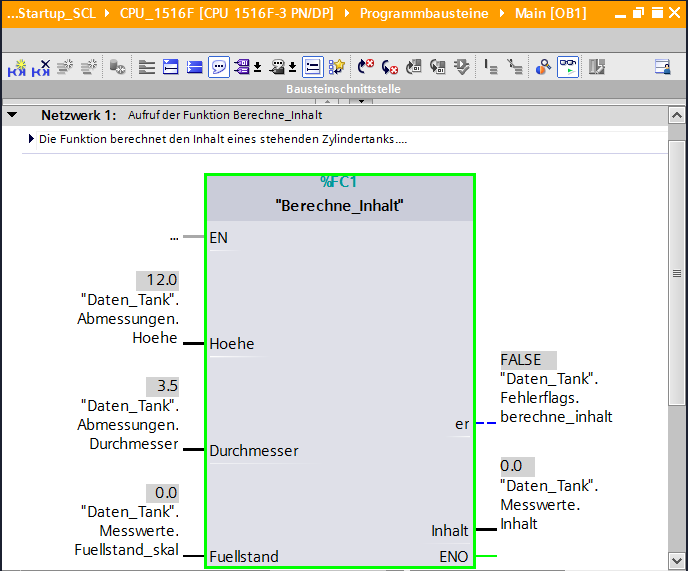 ...Startup_SCL ▸ CPU_1516F [CPU 1516F-3 PN/DP] ▸ Programmbausteine ▸ Main [OB1]
Bausteinschnittstelle
Netzwerk 1: Aufruf der Funktion Berechne_Inhalt
Die Funktion berechnet den Inhalt eines stehenden Zylindertanks....
%FC1
"Berechne_Inhalt"
...
EN
12.0
"Daten_Tank".
Abmessungen.
Hoehe
Hoehe
3.5
"Daten_Tank".
Abmessungen.
Durchmesser
Durchmesser
0.0
"Daten_Tank".
Messwerte.
Fuellstand_skal
Fuellstand
FALSE
"Daten_Tank".
Fehlerflags.
berechne_inhalt
er
0.0
"Daten_Tank".
Messwerte.
Inhalt
Inhalt
ENO